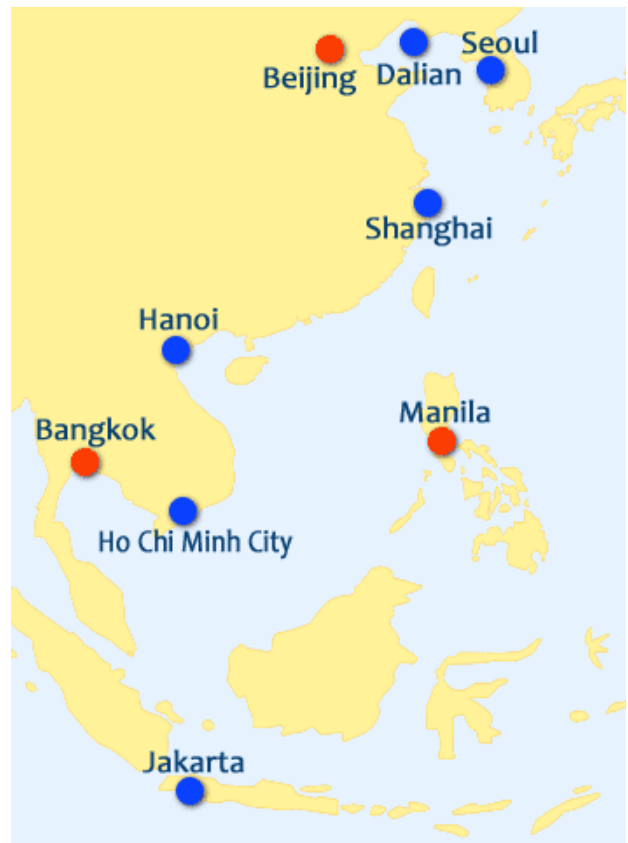 Seoul
Beijing
Dalian
Shanghai
Hanoi
Manila
Bangkok
Ho Chi Minh City
Jakarta